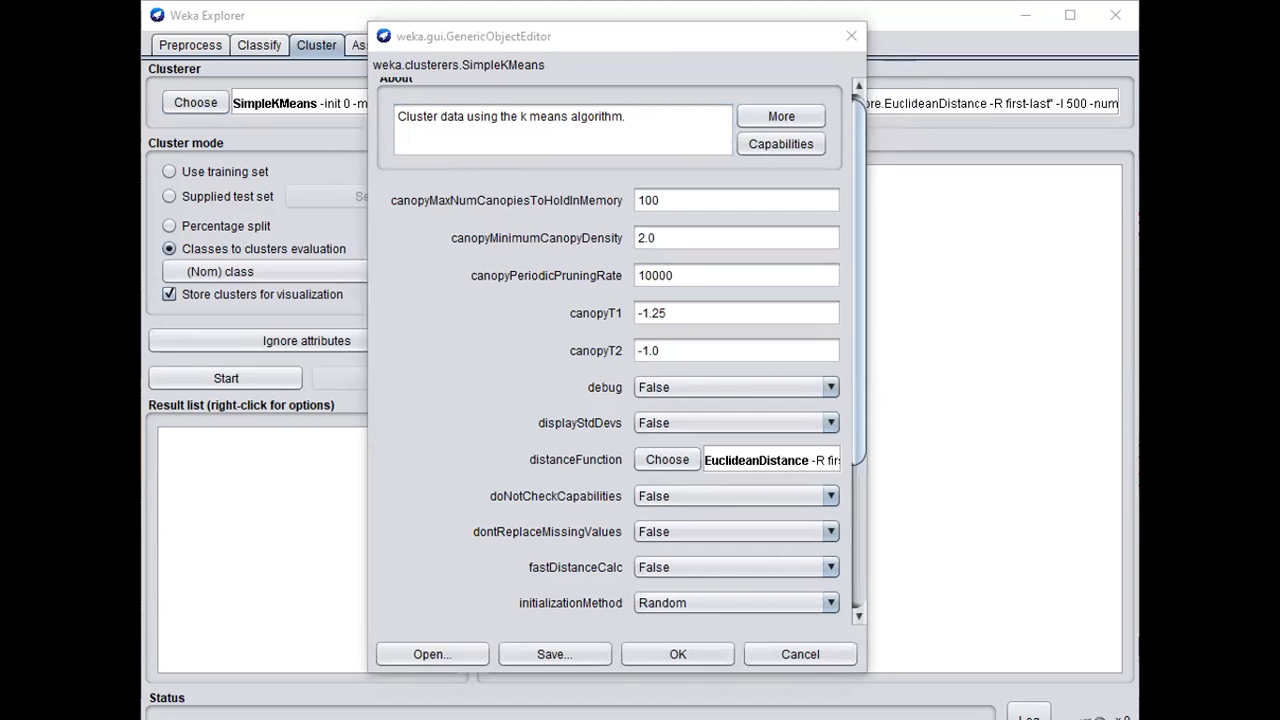 Weka Explorer
weka.gui.GenericObjectEditor
Preprocess Classify Cluster
weka.clusterers.SimpleKMeans
About
Clusterer
Choose SimpleKMeans -init 0
Cluster data using the k means algorithm.
More
Capabilities
EuclideanDistance -R first-last" -I 500 -num
Cluster mode
Use training set
Supplied test set
Percentage split
Classes to clusters evaluation
(Nom) class
Store clusters for visualization
Ignore attributes
Start
Result list (right-click for options)
canopyMaxNumCanopiesToHoldInMemory 100
canopyMinimumCanopyDensity 2.0
canopyPeriodicPruningRate 10000
canopyT1 -1.25
canopyT2 -1.0
debug False
displayStdDevs False
distanceFunction Choose EuclideanDistance -R
doNotCheckCapabilities False
dontReplaceMissingValues False
fastDistanceCalc False
initializationMethod Random
Open... Save... OK Cancel
Status
x 0